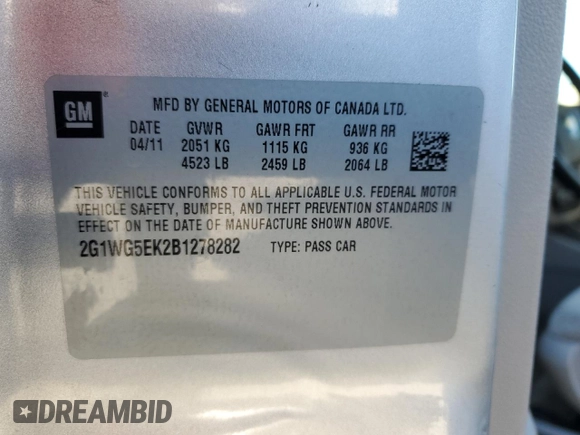 GM
®
MFD BY GENERAL MOTORS OF CANADA LTD.
DATE GVWR GAWR FRT GAWR RR
04/11 2051 KG 1115 KG 936 KG
4523 LB 2459 LB 2064 LB
THIS VEHICLE CONFORMS TO ALL APPLICABLE U.S. FEDERAL MOTOR
VEHICLE SAFETY, BUMPER, AND THEFT PREVENTION STANDARDS IN
EFFECT ON THE DATE OF MANUFACTURE SHOWN ABOVE.
2G1WG5EK2B1278282 TYPE: PASS CAR
DREAMBID